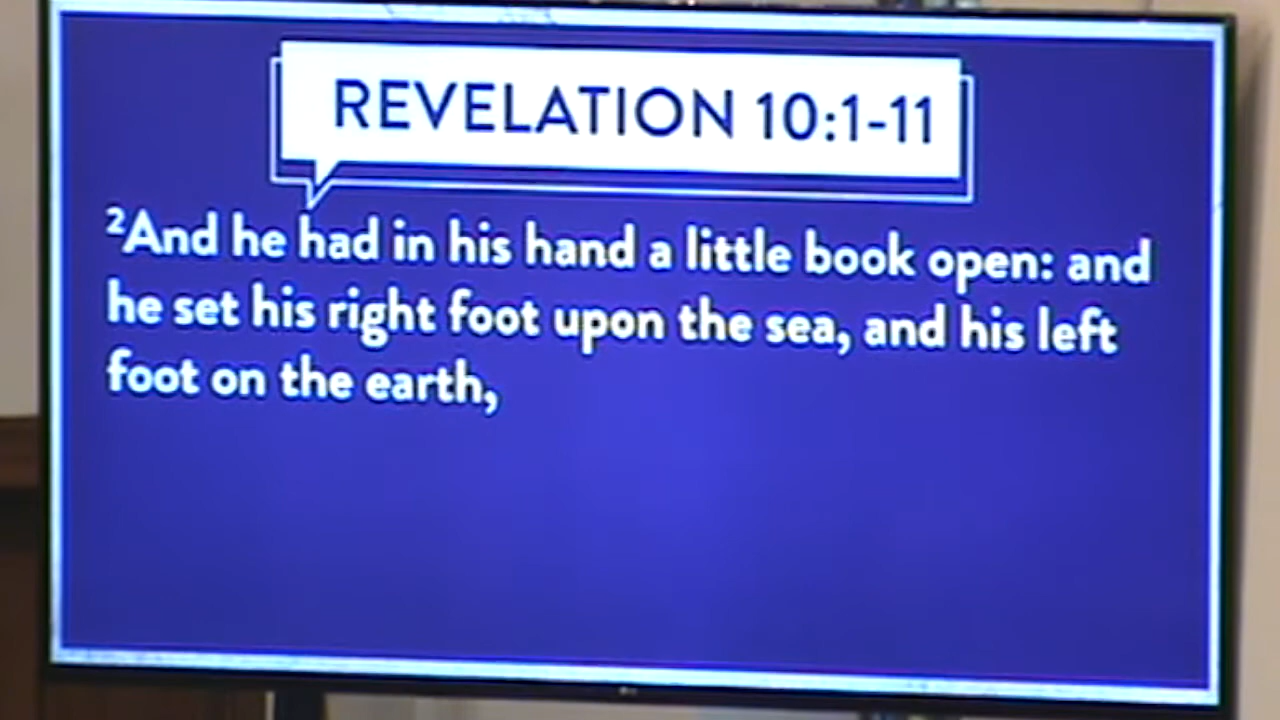 REVELATION 10:1-11
²And he had in his hand a little book open: and
he set his right foot upon the sea, and his left
foot on the earth,